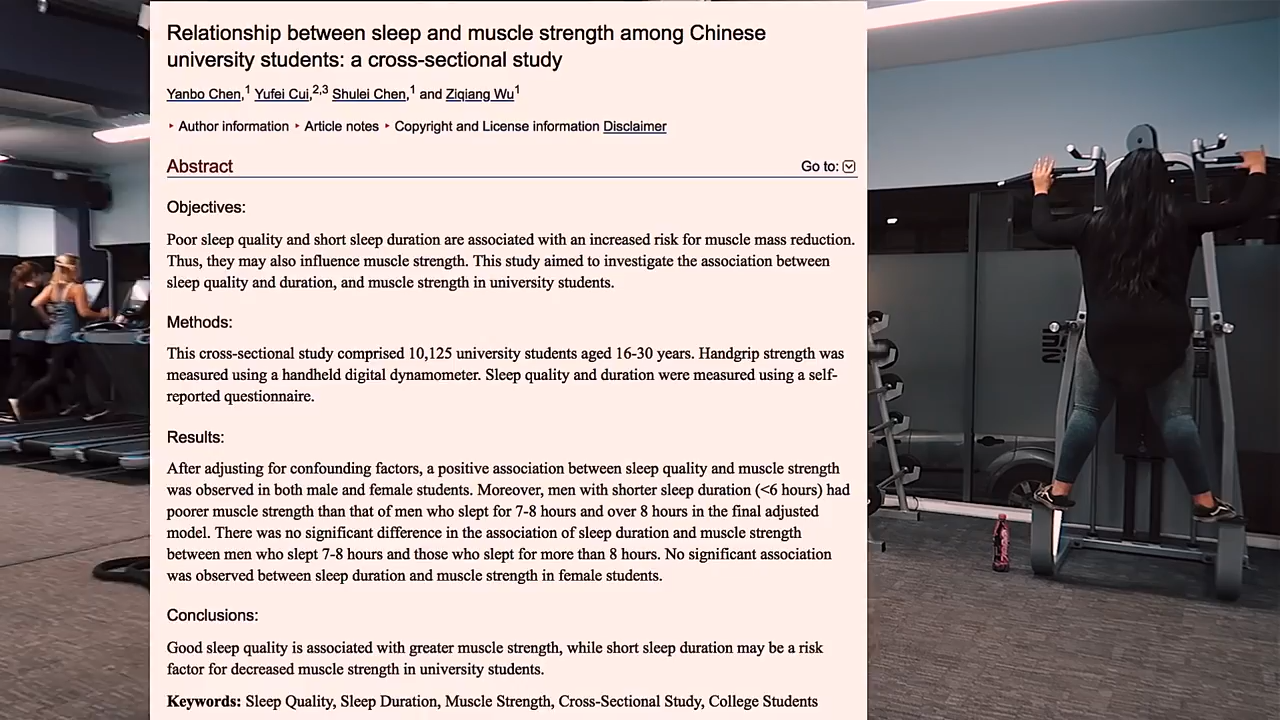 Relationship between sleep and muscle strength among Chinese
university students: a cross-sectional study
Yanbo Chen,1 Yufei Cui,2,3 Shulei Chen,1 and Ziqiang Wu1
▸ Author information ▸ Article notes ▸ Copyright and License information Disclaimer
Abstract
Go to:
Objectives:
Poor sleep quality and short sleep duration are associated with an increased risk for muscle mass reduction.
Thus, they may also influence muscle strength. This study aimed to investigate the association between
sleep quality and duration, and muscle strength in university students.
Methods:
This cross-sectional study comprised 10,125 university students aged 16-30 years. Handgrip strength was
measured using a handheld digital dynamometer. Sleep quality and duration were measured using a self-
reported questionnaire.
Results:
After adjusting for confounding factors, a positive association between sleep quality and muscle strength
was observed in both male and female students. Moreover, men with shorter sleep duration (<6 hours) had
poorer muscle strength than that of men who slept for 7-8 hours and over 8 hours in the final adjusted
model. There was no significant difference in the association of sleep duration and muscle strength
between men who slept 7-8 hours and those who slept for more than 8 hours. No significant association
was observed between sleep duration and muscle strength in female students.
Conclusions:
Good sleep quality is associated with greater muscle strength, while short sleep duration may be a risk
factor for decreased muscle strength in university students.
Keywords: Sleep Quality, Sleep Duration, Muscle Strength, Cross-Sectional Study, College Students